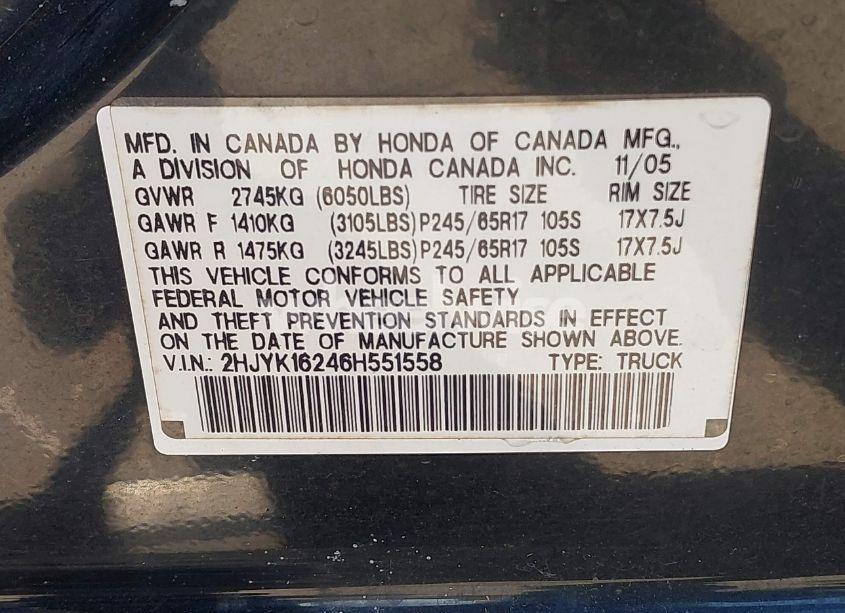 MFD. IN CANADA BY HONDA OF CANADA MFG.,
A DIVISION OF HONDA CANADA INC. 11/05
GVWR 2745KG (6050LBS) TIRE SIZE RIM SIZE
GAWR F 1410KG (3105LBS) P245/65R17 105S 17X7.5J
GAWR R 1475KG (3245LBS) P245/65R17 105S 17X7.5J
THIS VEHICLE CONFORMS TO ALL APPLICABLE
FEDERAL MOTOR VEHICLE SAFETY
AND THEFT PREVENTION STANDARDS IN EFFECT
ON THE DATE OF MANUFACTURE SHOWN ABOVE.
V.I.N.: 2HJYK16246H551558 TYPE: TRUCK